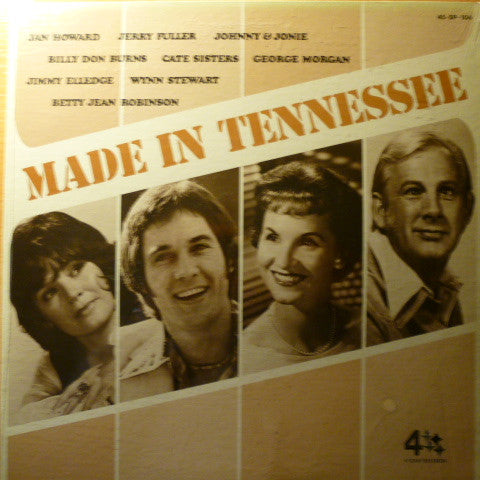 JAN HOWARD JERRY FULLER JOHNNY & JONIE
BILLY DON BURNS CATE SISTERS GEORGE MORGAN
JIMMY ELLEDGE WYNN STEWART
BETTY JEAN ROBINSON
MADE IN TENNESSEE
4